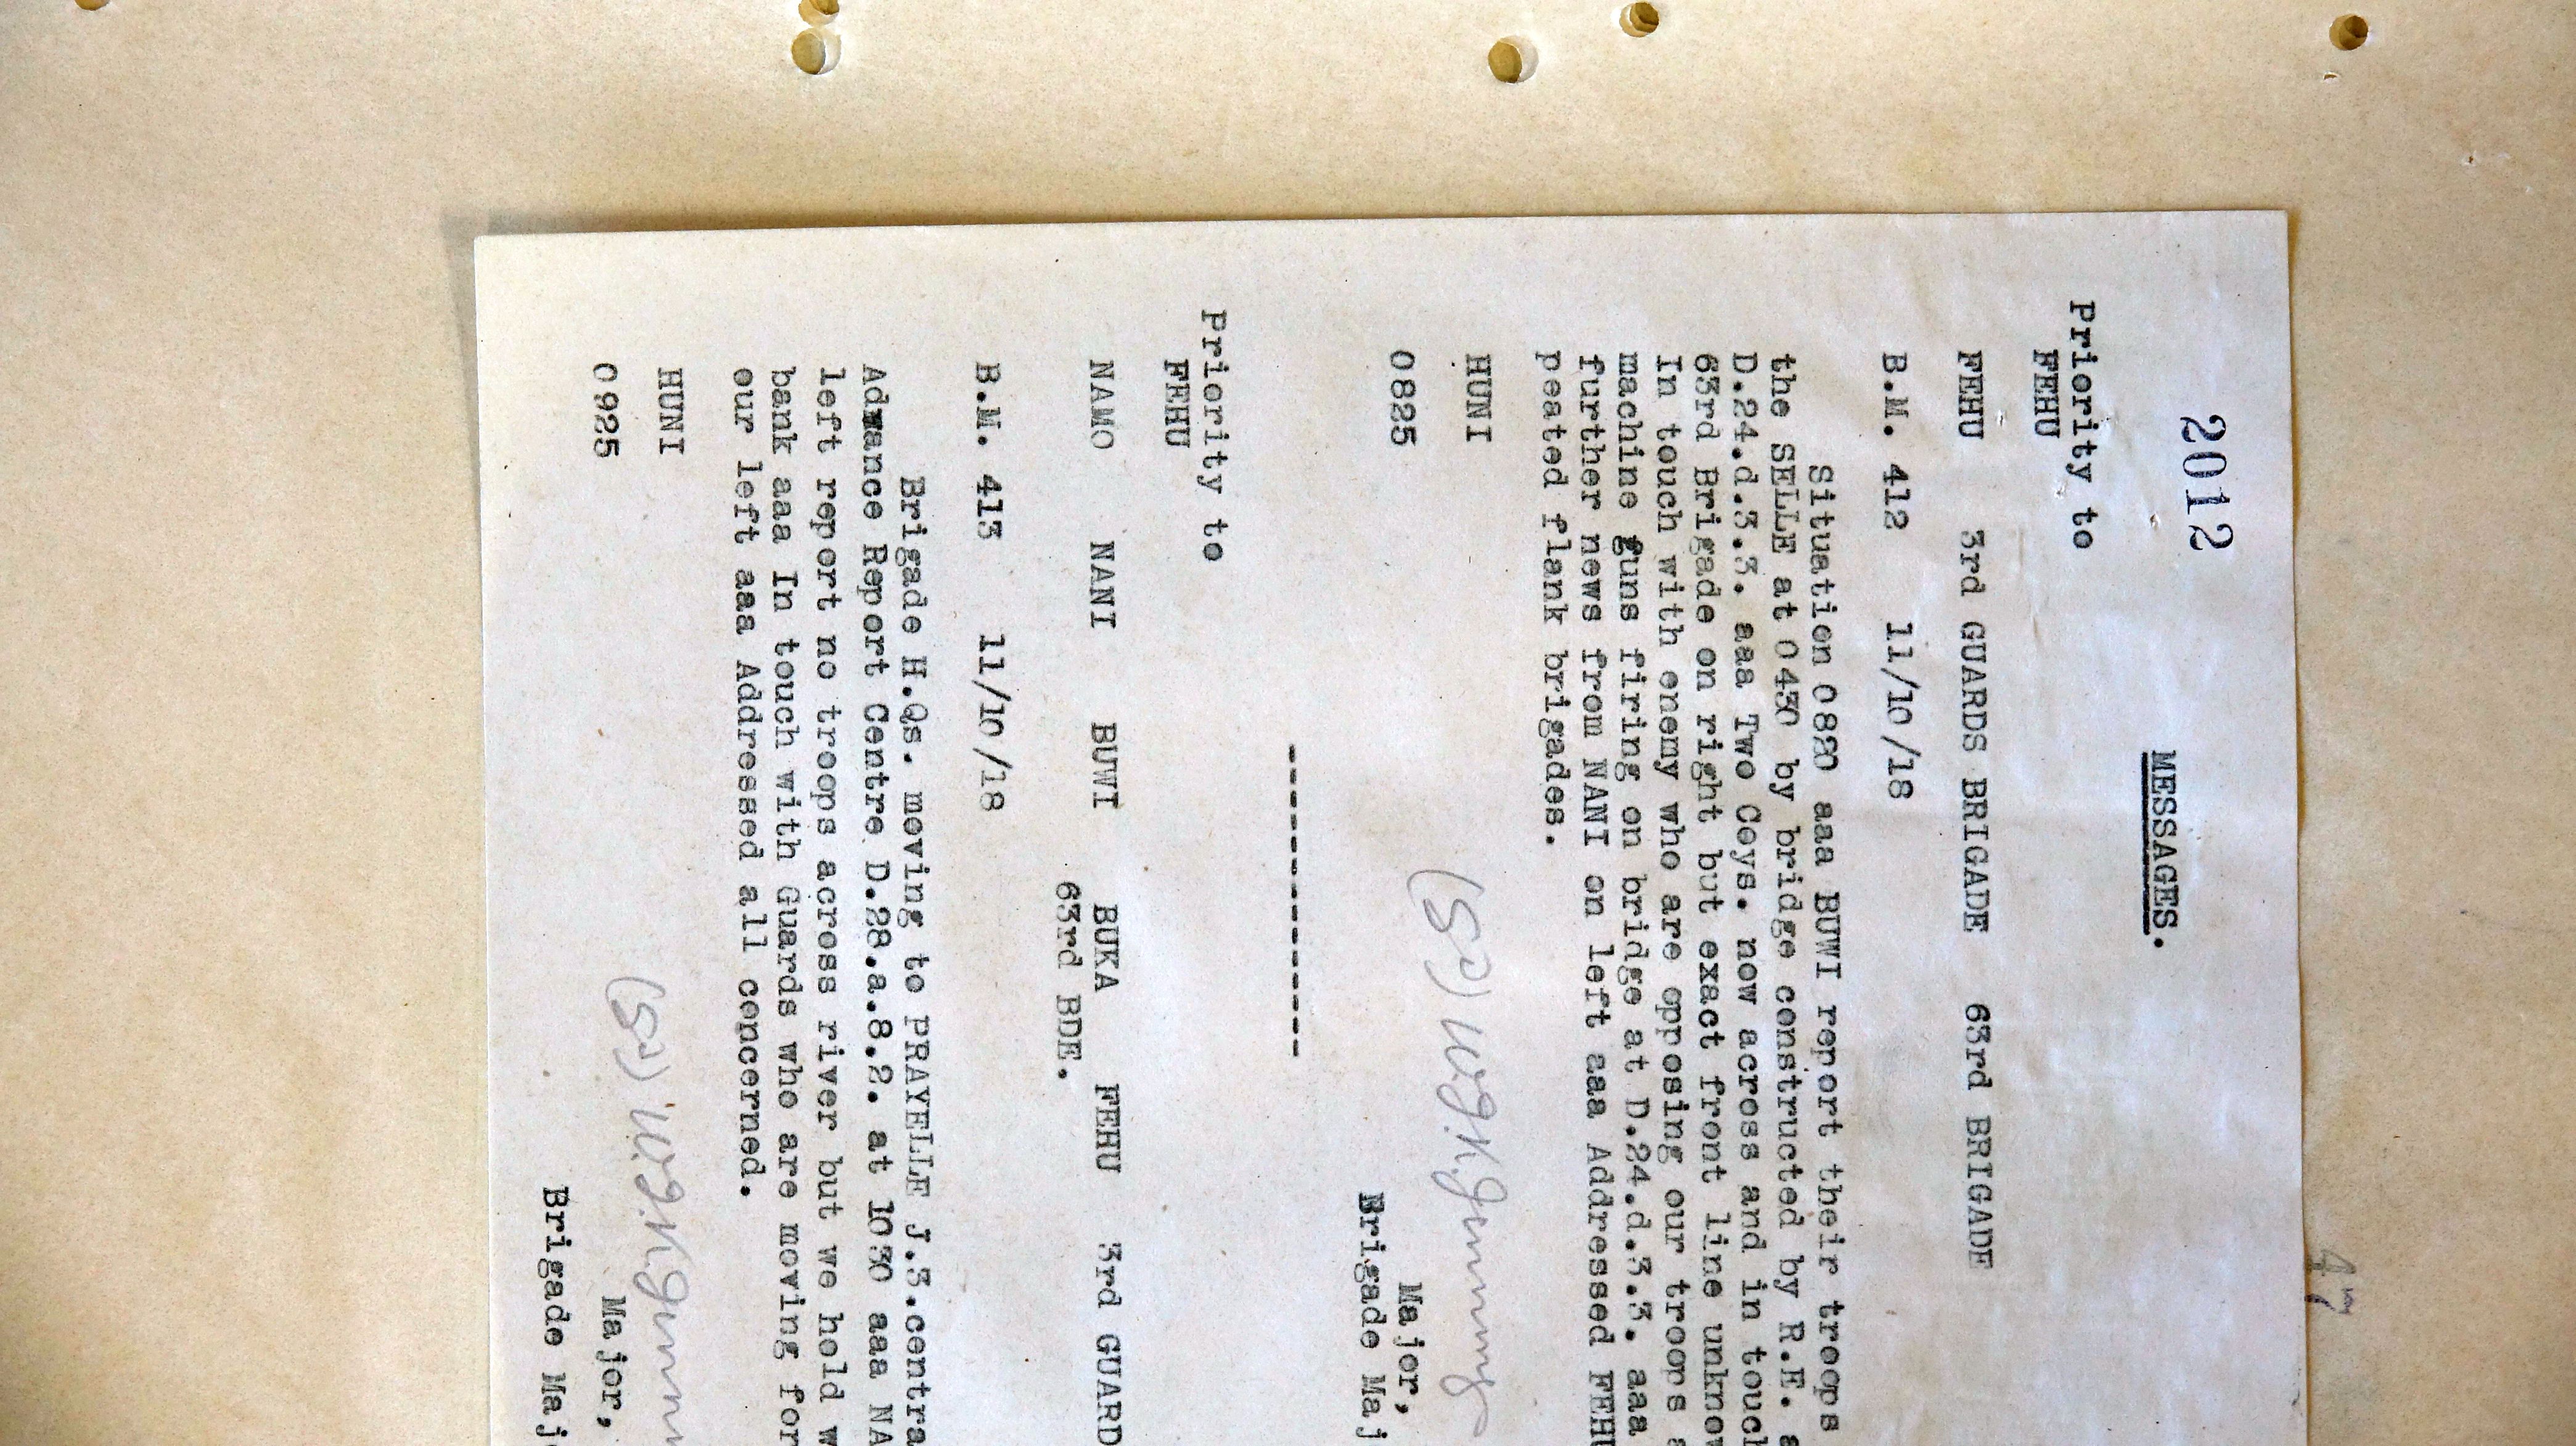 2012
MESSAGES.
Priority to
FEHU
FEHU 3rd GUARDS BRIGADE 63rd BRIGADE
B.M. 412 11/10/18
Situation 0820 aaa BUWI report their troops
the SELLE at 0430 by bridge constructed by R.E. a
D.24.d.3.3. aaa Two Coys. now across and in touch
63rd Brigade on right but exact front line unknow
In touch with enemy who are opposing our troops a
machine guns firing on bridge at D.24.d.3.3. aaa
further news from NANI on left aaa Addressed FEHU
peated flank brigades.
HUNI
0825
(Sd)
Major,
Brigade Maj
--------------
Priority to
FEHU
NAMO NANI BUWI BUKA FEHU 3rd GUARD
63rd BDE.
B.M. 413 11/10/18
Brigade H.Qs. moving to PRAYELLE J.3.centra
Advance Report Centre D.28.a.8.2. at 1030 aaa NA
left report no troops across river but we hold w
bank aaa In touch with Guards who are moving for
our left aaa Addressed all concerned.
HUNI
0925
(Sd)
Major,
Brigade Maj